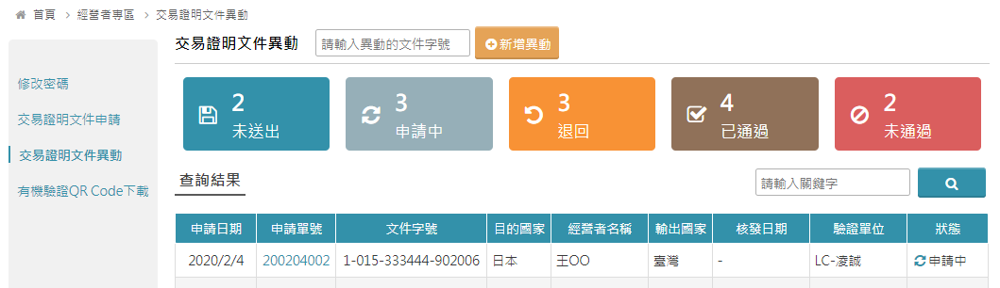 首頁 > 經營者專區 > 交易證明文件異動
修改密碼
交易證明文件申請
交易證明文件異動
有機驗證QR Code下載
交易證明文件異動 請輸入異動的文件字號 新增異動
2
未送出
3
申請中
2
退回
4
已通過
2
未通過
查詢結果 請輸入關鍵字
申請日期 申請單號 文件字號 目的國家 經營者名稱 輸出國家 核發日期 驗證單位 狀態
2020/2/4 200204002 1-015-333444-902006 日本 王OO 臺灣 - LC-凌誠 申請中